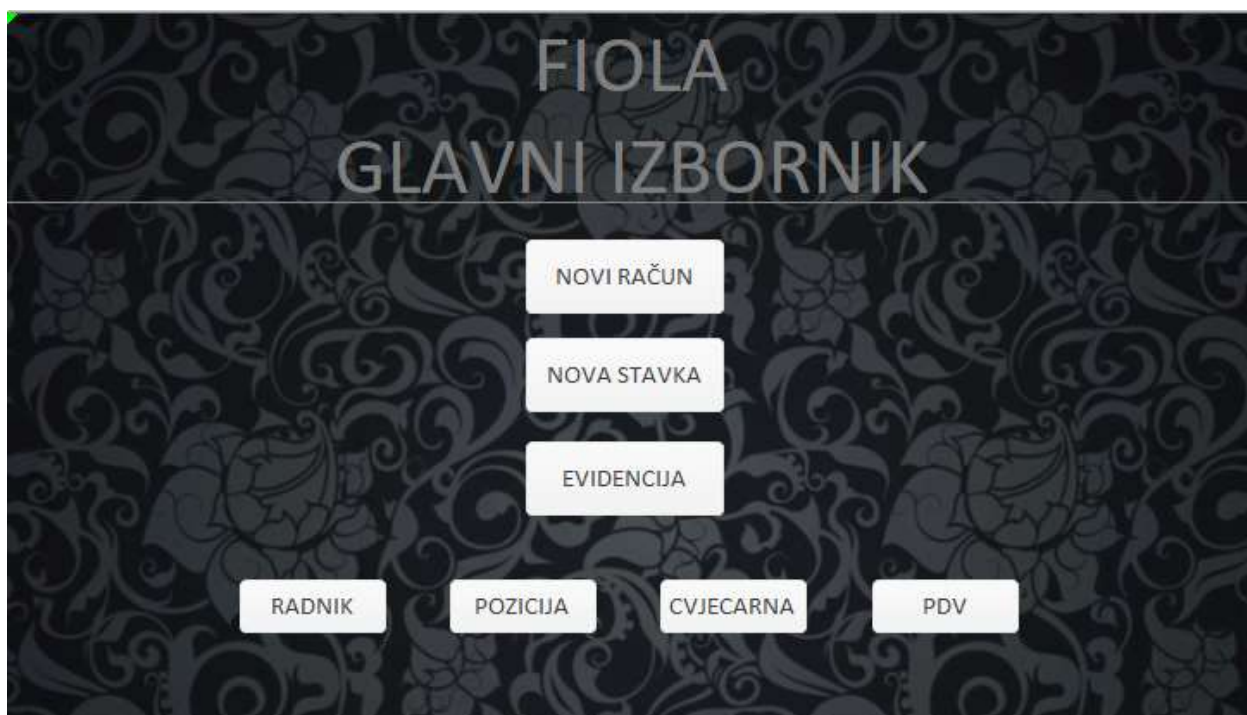 FIOLA
GLAVNI IZBORNIK
NOVI RAČUN
NOVA STAVKA
EVIDENCIJA
RADNIK
POZICIJA
CVJECARNA
PDV